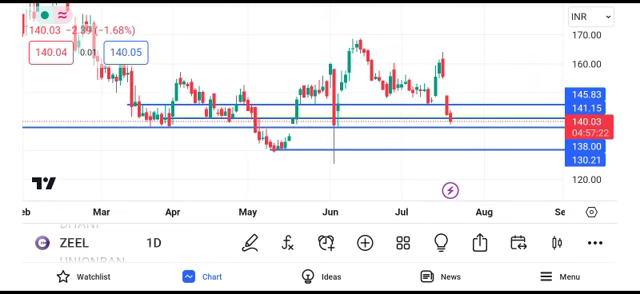 INR
140.03 −2.39 (−1.68%)
170.00
140.04 0.01 140.05
160.00
145.83
141.15
140.03
04:57:22
138.00
130.21
120.00
Mar Apr May Jun Jul Aug
ZEEL 1D
Watchlist Chart Ideas News Menu